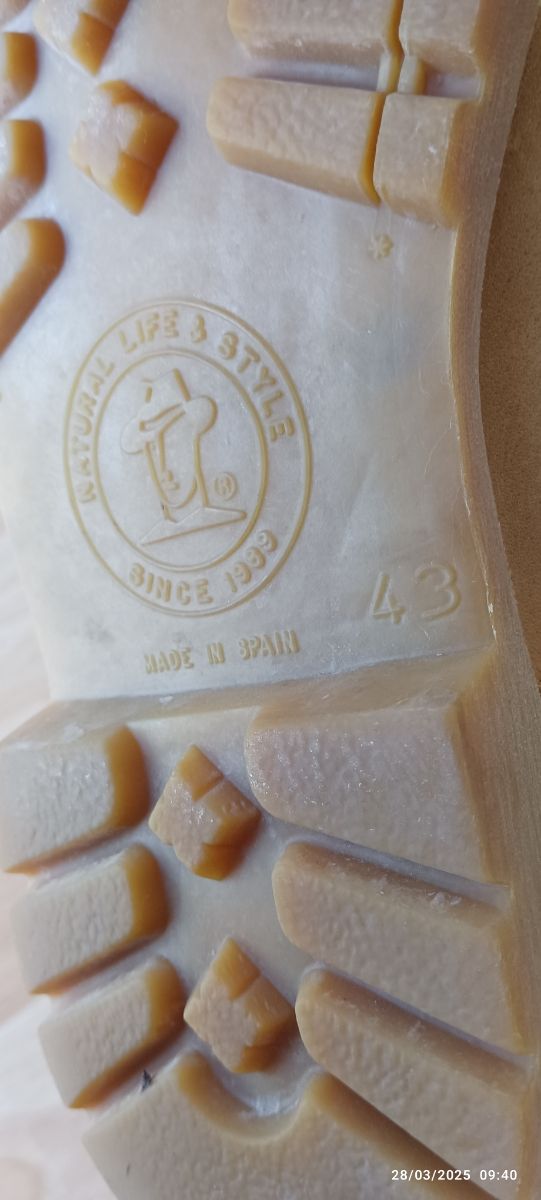 *
NATURAL LIFE & STYLE
®
SINCE 1989
43
MADE IN SPAIN
28/03/2025 09:40